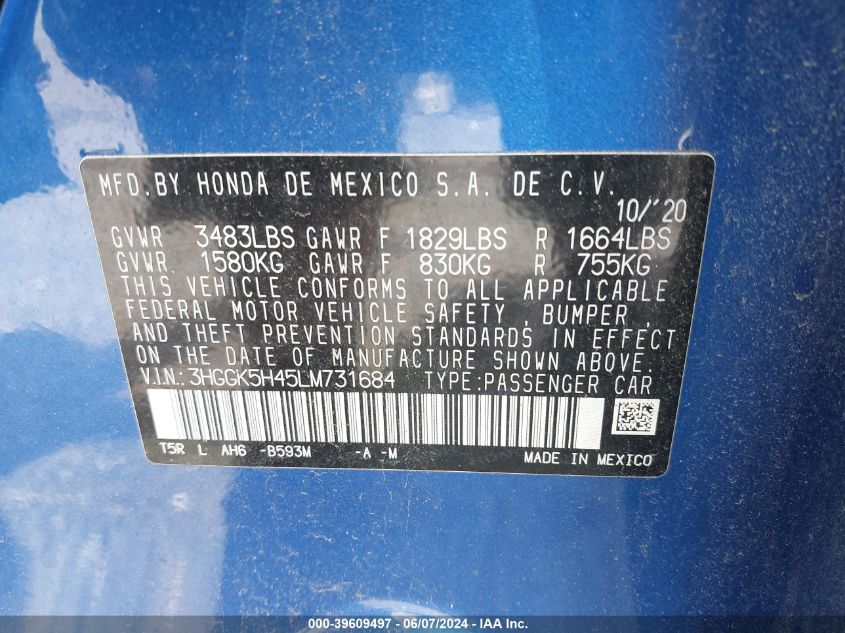 MFD.BY HONDA DE MEXICO S.A. DE C.V.
10/'20
GVWR 3483LBS GAWR F 1829LBS R 1664LBS
GVWR 1580KG GAWR F 830KG R 755KG
THIS VEHICLE CONFORMS TO ALL APPLICABLE
FEDERAL MOTOR VEHICLE SAFETY, BUMPER,
AND THEFT PREVENTION STANDARDS IN EFFECT
ON THE DATE OF MANUFACTURE SHOWN ABOVE.
V.I.N.:3HGGK5H45LM731684 TYPE:PASSENGER CAR
T5R L AH6 -B593M -A -M
MADE IN MEXICO
000-39609497 - 06/07/2024 - IAA